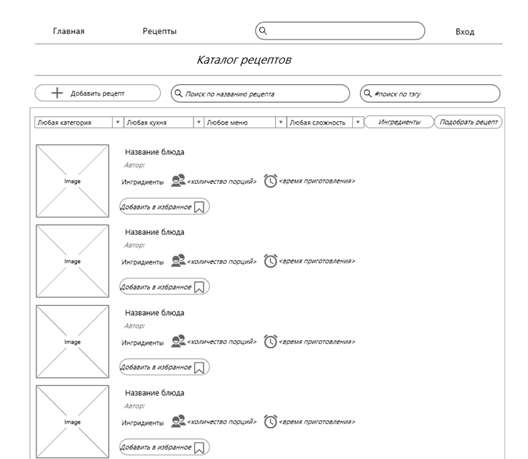 Главная Рецепты Вход
Каталог рецептов
Добавить рецепт Поиск по названию рецепта #поиск по тэгу
Любая категория Любая кухня Любое меню Любая сложность Ингредиенты Подобрать рецепт
Название блюда
Автор:
Image Ингридиенты <количество порций> <время приготовления>
Добавить в избранное
Название блюда
Автор:
Image Ингридиенты <количество порций> <время приготовления>
Добавить в избранное
Название блюда
Автор:
Image Ингридиенты <количество порций> <время приготовления>
Добавить в избранное
Название блюда
Автор:
Image Ингридиенты <количество порций> <время приготовления>
Добавить в избранное